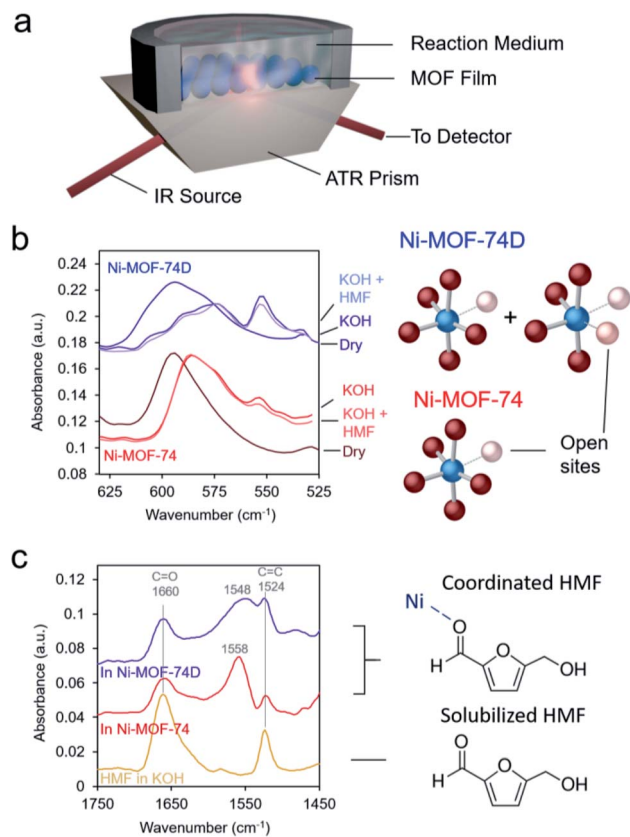 a
Reaction Medium
MOF Film
To Detector
ATR Prism
IR Source
b
Ni-MOF-74D
0.24
0.22
0.2
0.18
0.16
0.14
0.12
0.1
0.08
Absorbance (a.u.)
Ni-MOF-74D
KOH +
HMF
KOH
Dry
KOH
KOH +
HMF
Dry
Ni-MOF-74
625 600 575 550 525
Wavenumber (cm⁻¹)
+
Ni-MOF-74
Open
sites
c
0.12
0.1
0.08
0.06
0.04
0.02
0
Absorbance (a.u.)
C=O
1660
1548
C=C
1524
In Ni-MOF-74D
1558
In Ni-MOF-74
HMF in KOH
1750 1650 1550 1450
Wavenumber (cm⁻¹)
Coordinated HMF
Ni
O
H
O
OH
Solubilized HMF
O
H
O
OH